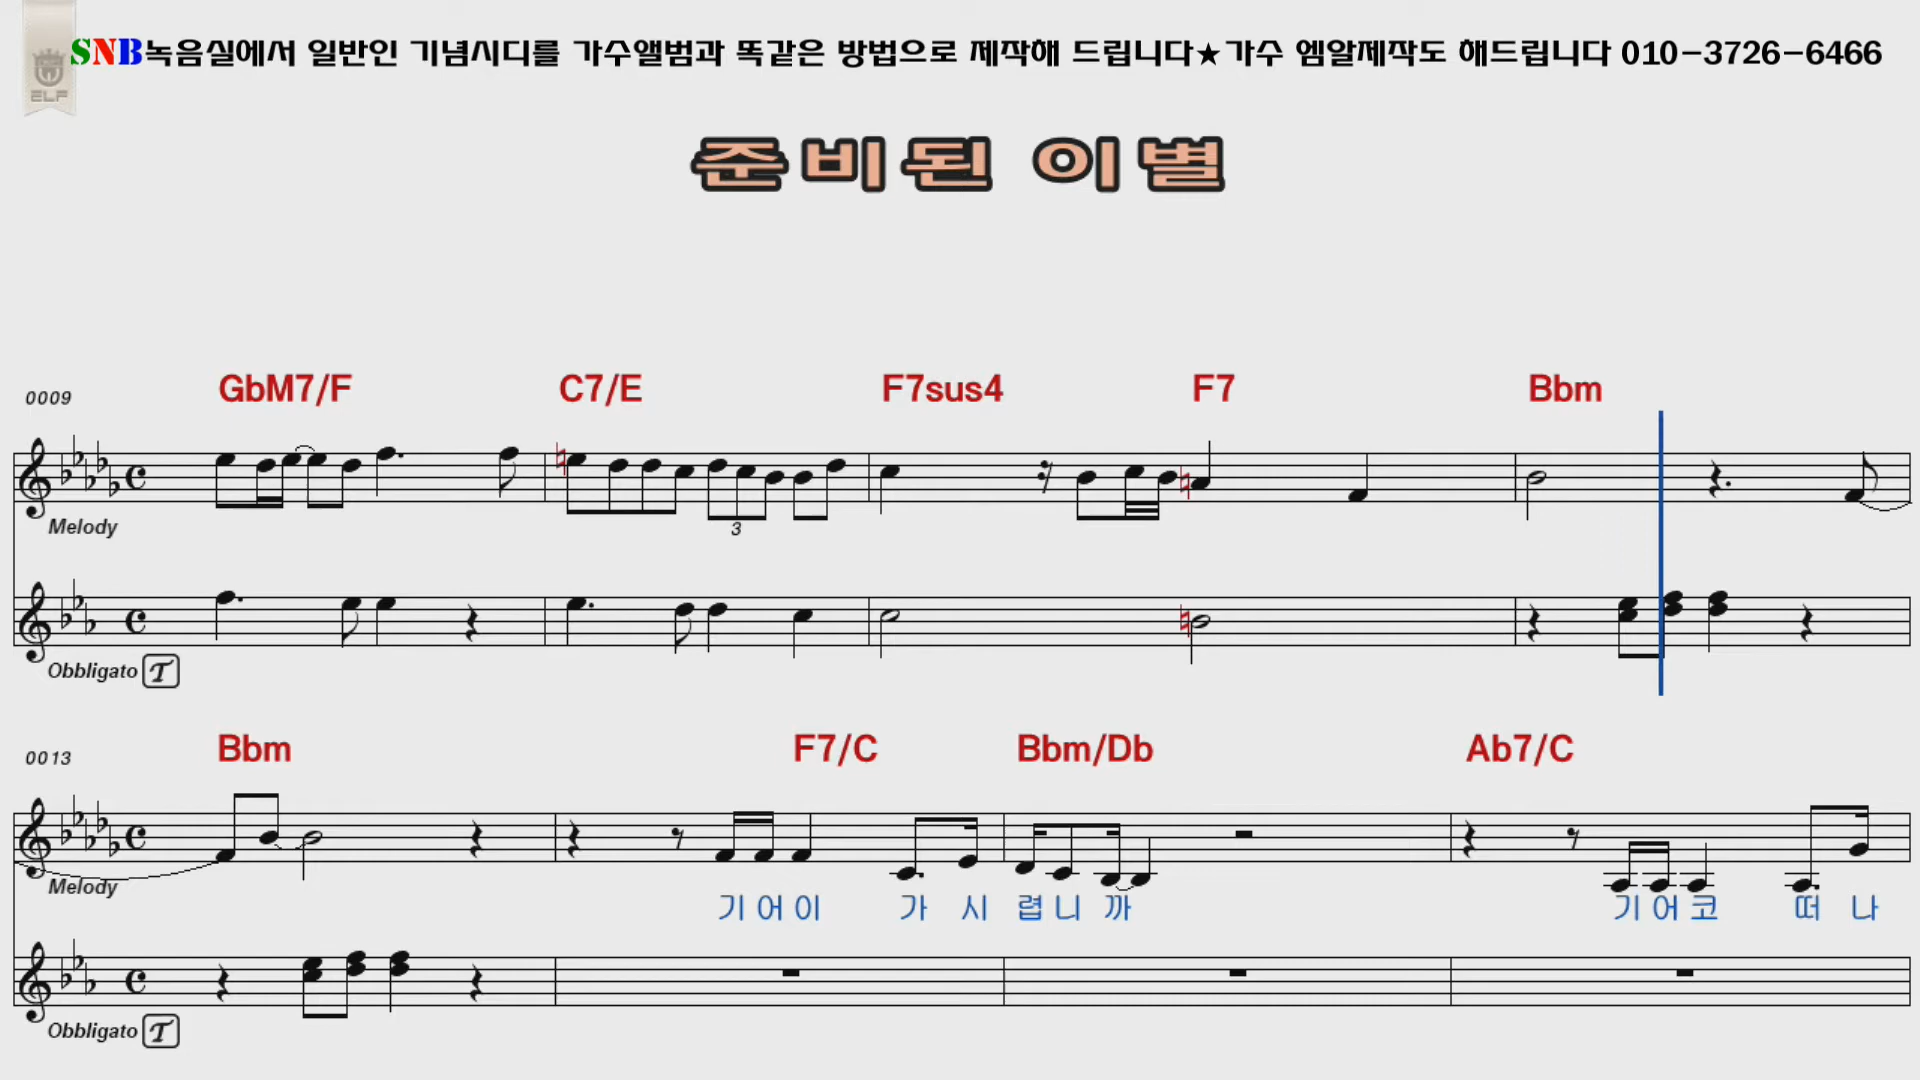 SNB녹음실에서 일반인 기념시디를 가수앨범과 똑같은 방법으로 제작해 드립니다★가수 엠알제작도 해드립니다 010-3726-6466
ELF
준비된 이별
0009 GbM7/F C7/E F7sus4 F7 Bbm
Melody
3
Obbligato T
0013 Bbm F7/C Bbm/Db Ab7/C
Melody
기 어 이 가 시 렵 니 까 기 어 코 떠 나
Obbligato T